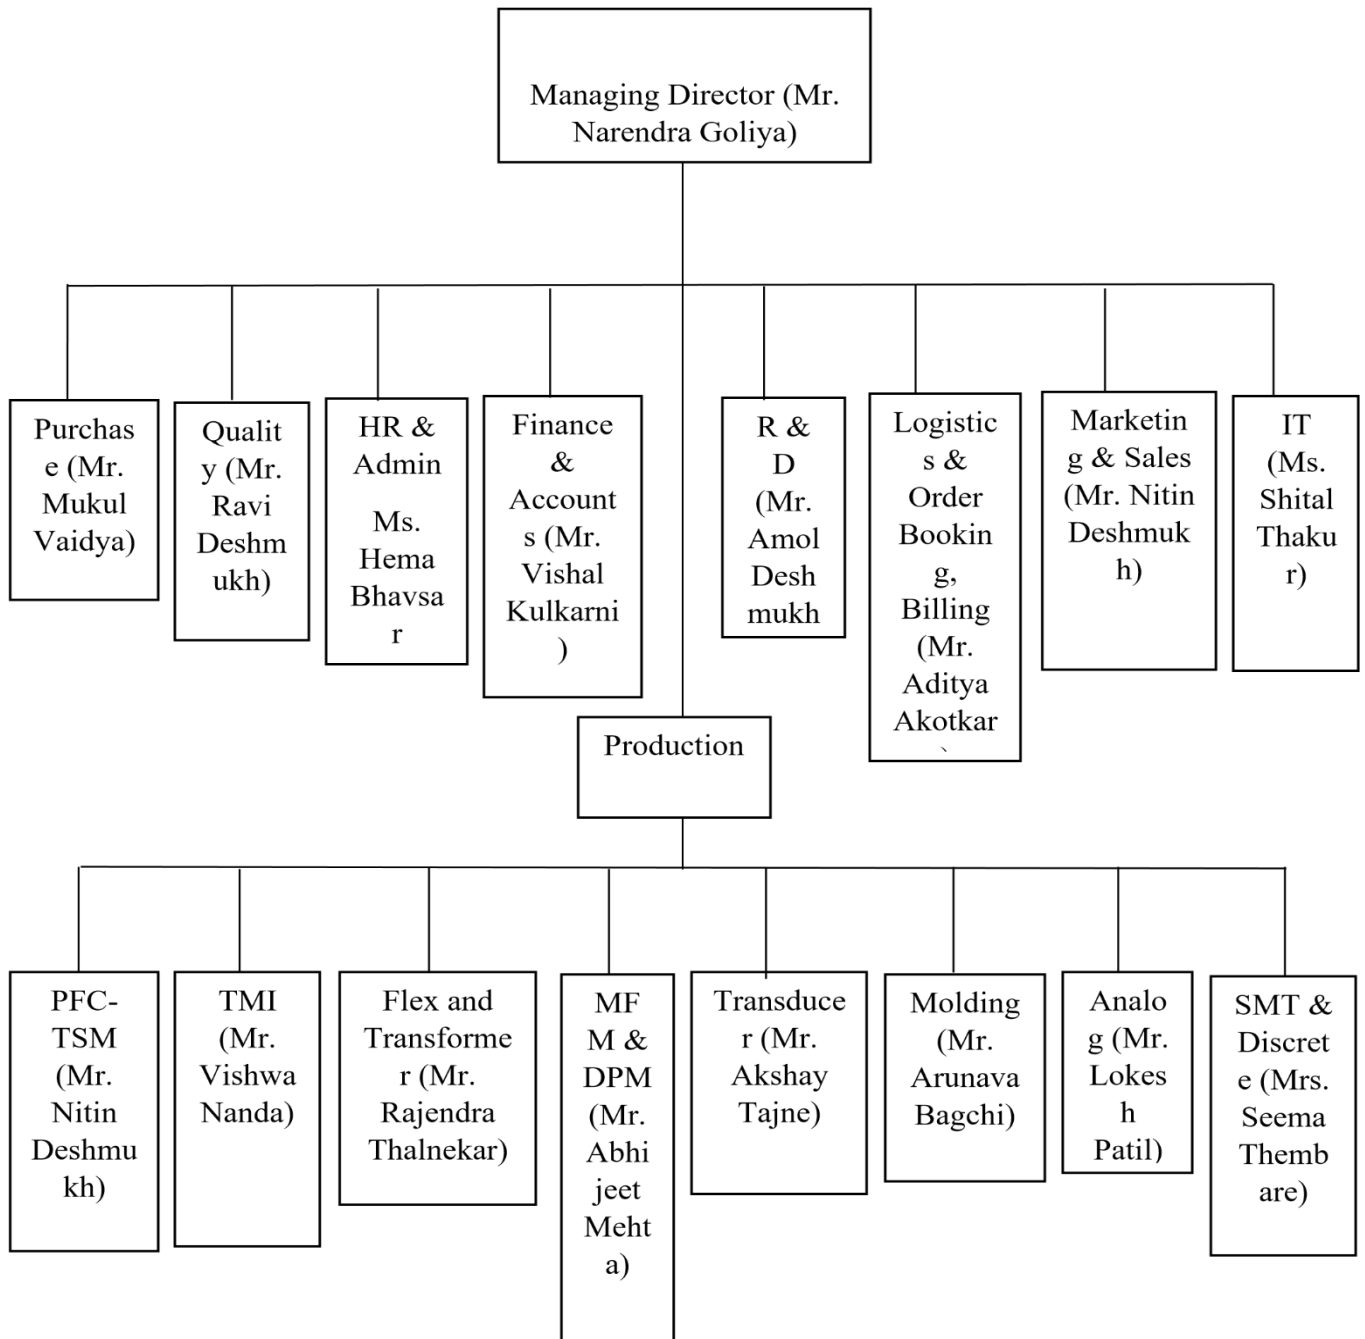 Managing Director (Mr.
Narendra Goliya)
Purchas
e (Mr.
Mukul
Vaidya)
Qualit
y (Mr.
Ravi
Deshm
ukh)
HR &
Admin
Ms.
Hema
Bhavsa
r
Finance
&
Account
s (Mr.
Vishal
Kulkarni
)
R &
D
(Mr.
Amol
Desh
mukh
Logistic
s &
Order
Bookin
g,
Billing
(Mr.
Aditya
Akotkar
Marketin
g & Sales
(Mr. Nitin
Deshmuk
h)
IT
(Ms.
Shital
Thaku
r)
Production
PFC-
TSM
(Mr.
Nitin
Deshmu
kh)
TMI
(Mr.
Vishwa
Nanda)
Flex and
Transforme
r (Mr.
Rajendra
Thalnekar)
MF
M &
DPM
(Mr.
Abhi
jeet
Meht
a)
Transduce
r (Mr.
Akshay
Tajne)
Molding
(Mr.
Arunava
Bagchi)
Analo
g (Mr.
Lokes
h
Patil)
SMT &
Discret
e (Mrs.
Seema
Themb
are)